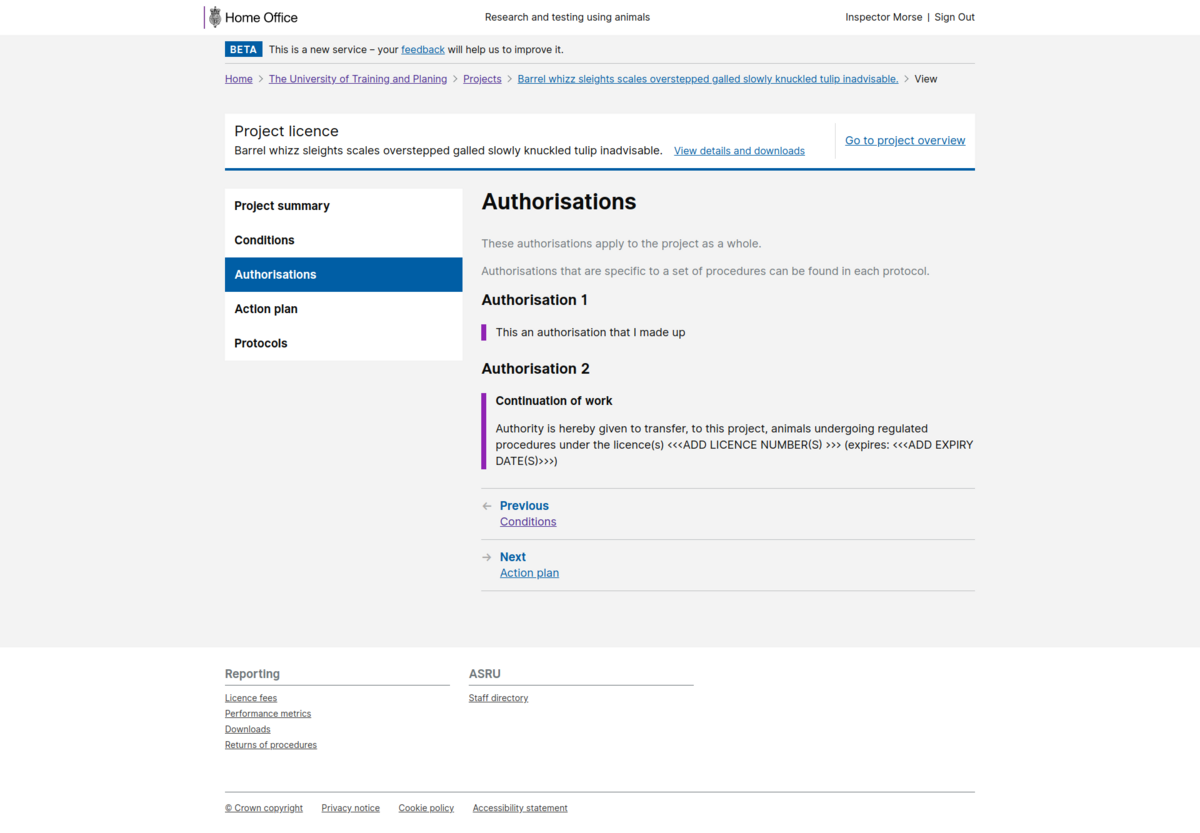 Home Office
Research and testing using animals
Inspector Morse | Sign Out
BETA This is a new service – your feedback will help us to improve it.
Home > The University of Training and Planing > Projects > Barrel whizz sleights scales overstepped galled slowly knuckled tulip inadvisable. > View
Project licence
Barrel whizz sleights scales overstepped galled slowly knuckled tulip inadvisable. View details and downloads
Go to project overview
Project summary
Conditions
Authorisations
Action plan
Protocols
Authorisations
These authorisations apply to the project as a whole.
Authorisations that are specific to a set of procedures can be found in each protocol.
Authorisation 1
This an authorisation that I made up
Authorisation 2
Continuation of work
Authority is hereby given to transfer, to this project, animals undergoing regulated
procedures under the licence(s) <<<ADD LICENCE NUMBER(S) >>> (expires: <<<ADD EXPIRY
DATE(S)>>>)
← Previous
Conditions
→ Next
Action plan
Reporting
Licence fees
Performance metrics
Downloads
Returns of procedures
ASRU
Staff directory
© Crown copyright
Privacy notice
Cookie policy
Accessibility statement